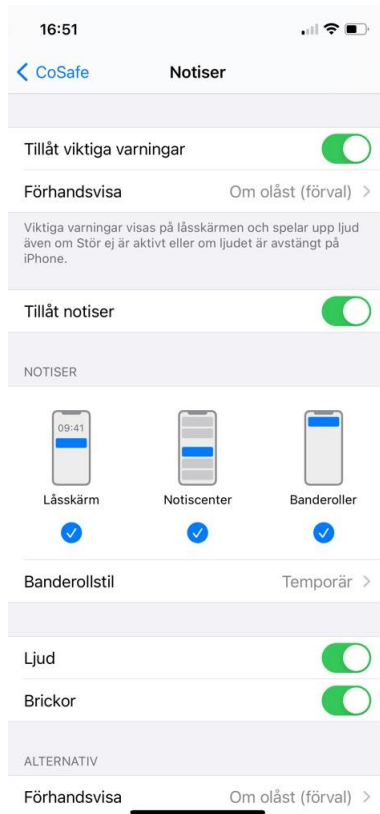 16:51
CoSafe Notiser
Tillåt viktiga varningar
Förhandsvisa Om olåst (förval)
Viktiga varningar visas på låsskärmen och spelar upp ljud
även om Stör ej är aktivt eller om ljudet är avstängt på
iPhone.
Tillåt notiser
NOTISER
09:41
Låsskärm Notiscenter Banderoller
Banderollstil Temporär
Ljud
Brickor
ALTERNATIV
Förhandsvisa Om olåst (förval)